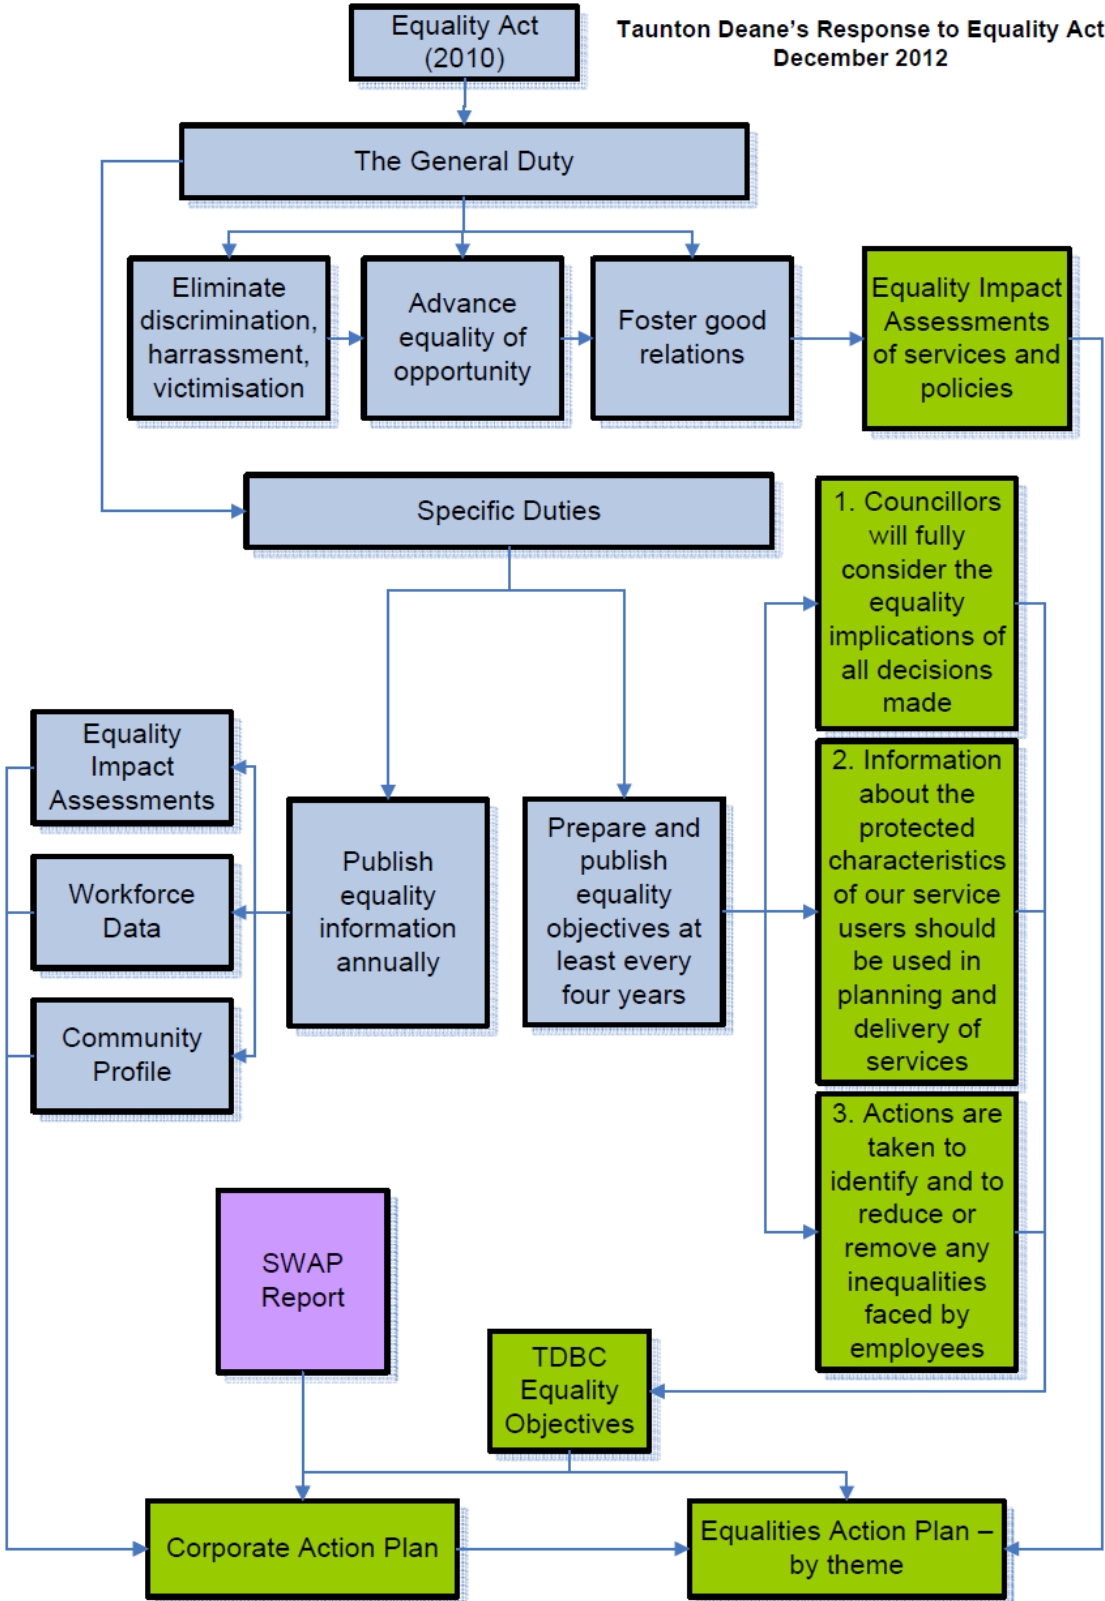 Equality Act
(2010)
Taunton Deane's Response to Equality Act
December 2012
The General Duty
Eliminate
discrimination,
harrassment,
victimisation
Advance
equality of
opportunity
Foster good
relations
Equality Impact
Assessments
of services and
policies
Specific Duties
1. Councillors
will fully
consider the
equality
implications of
all decisions
made
Equality
Impact
Assessments
Workforce
Data
Community
Profile
Publish
equality
information
annually
Prepare and
publish
equality
objectives at
least every
four years
2. Information
about the
protected
characteristics
of our service
users should
be used in
planning and
delivery of
services
3. Actions are
taken to
identify and to
reduce or
remove any
inequalities
faced by
employees
SWAP
Report
TDBC
Equality
Objectives
Corporate Action Plan
Equalities Action Plan –
by theme